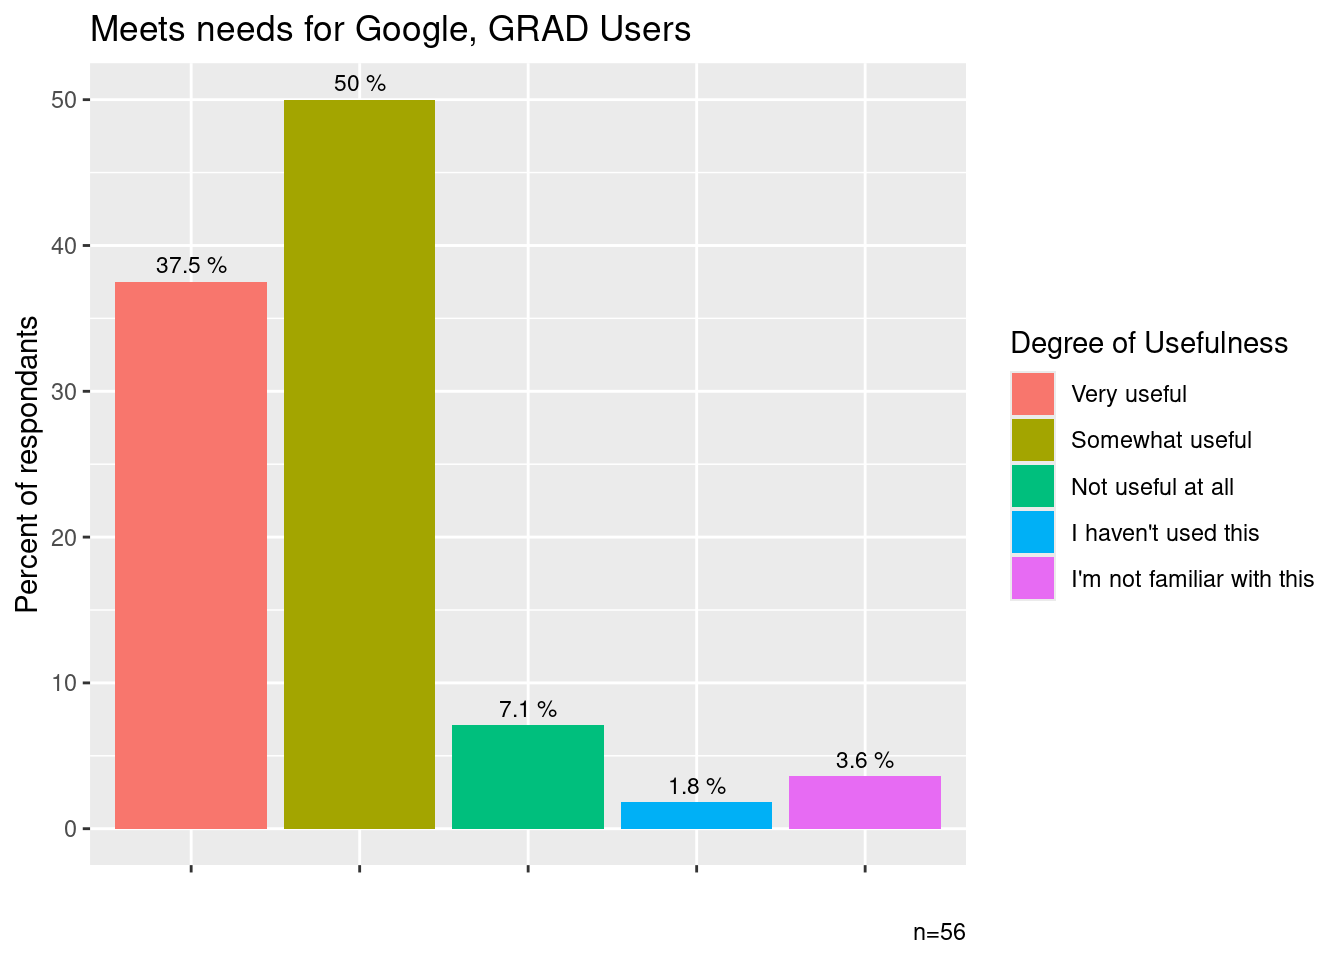 Meets needs for Google, GRAD Users
Percent of respondants
50
40
30
20
10
0
37.5 %
50 %
7.1 %
1.8 %
3.6 %
Degree of Usefulness
Very useful
Somewhat useful
Not useful at all
I haven't used this
I'm not familiar with this
n=56